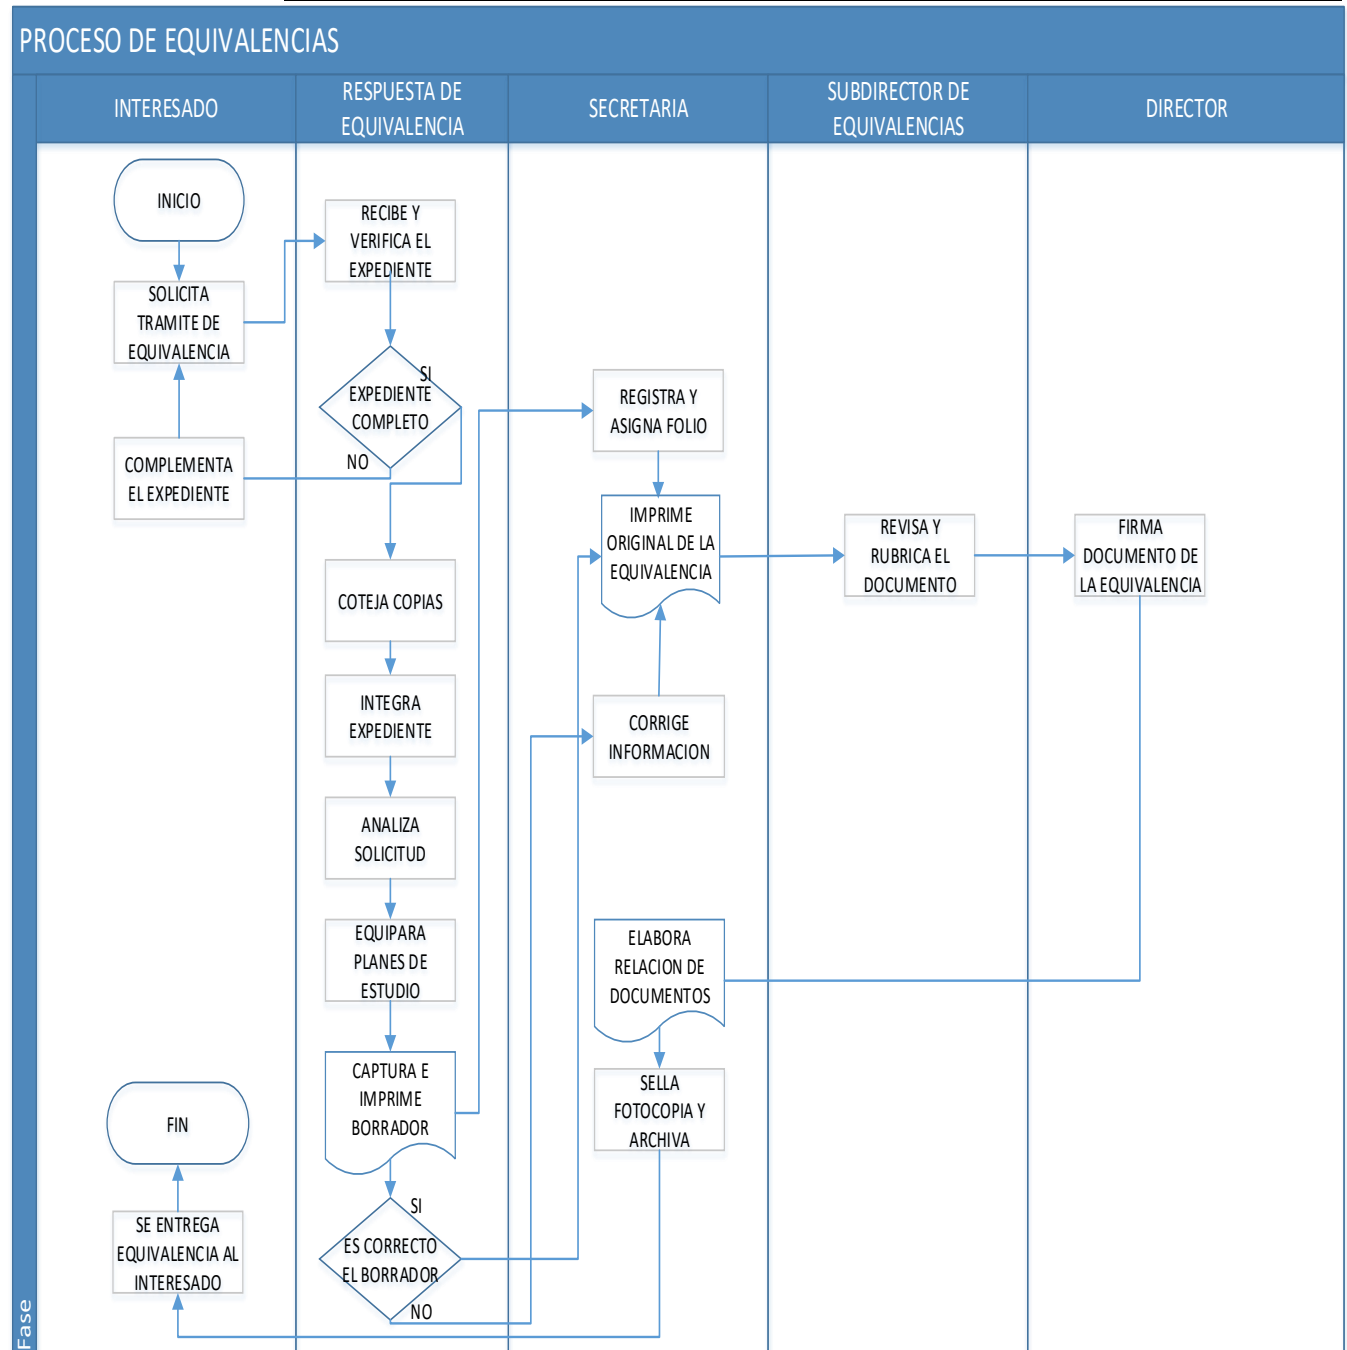 PROCESO DE EQUIVALENCIAS
INTERESADO
RESPUESTA DE
EQUIVALENCIA
SECRETARIA
SUBDIRECTOR DE
EQUIVALENCIAS
DIRECTOR
INICIO
SOLICITA
TRAMITE DE
EQUIVALENCIA
COMPLEMENTA
EL EXPEDIENTE
FIN
SE ENTREGA
EQUIVALENCIA AL
INTERESADO
RECIBE Y
VERIFICA EL
EXPEDIENTE
SI
EXPEDIENTE
COMPLETO
NO
COTEJA COPIAS
INTEGRA
EXPEDIENTE
ANALIZA
SOLICITUD
EQUIPARA
PLANES DE
ESTUDIO
CAPTURA E
IMPRIME
BORRADOR
SI
ES CORRECTO
EL BORRADOR
NO
REGISTRA Y
ASIGNA FOLIO
IMPRIME
ORIGINAL DE LA
EQUIVALENCIA
CORRIGE
INFORMACION
ELABORA
RELACION DE
DOCUMENTOS
SELLA
FOTOCOPIA Y
ARCHIVA
REVISA Y
RUBRICA EL
DOCUMENTO
FIRMA
DOCUMENTO DE
LA EQUIVALENCIA
Fase